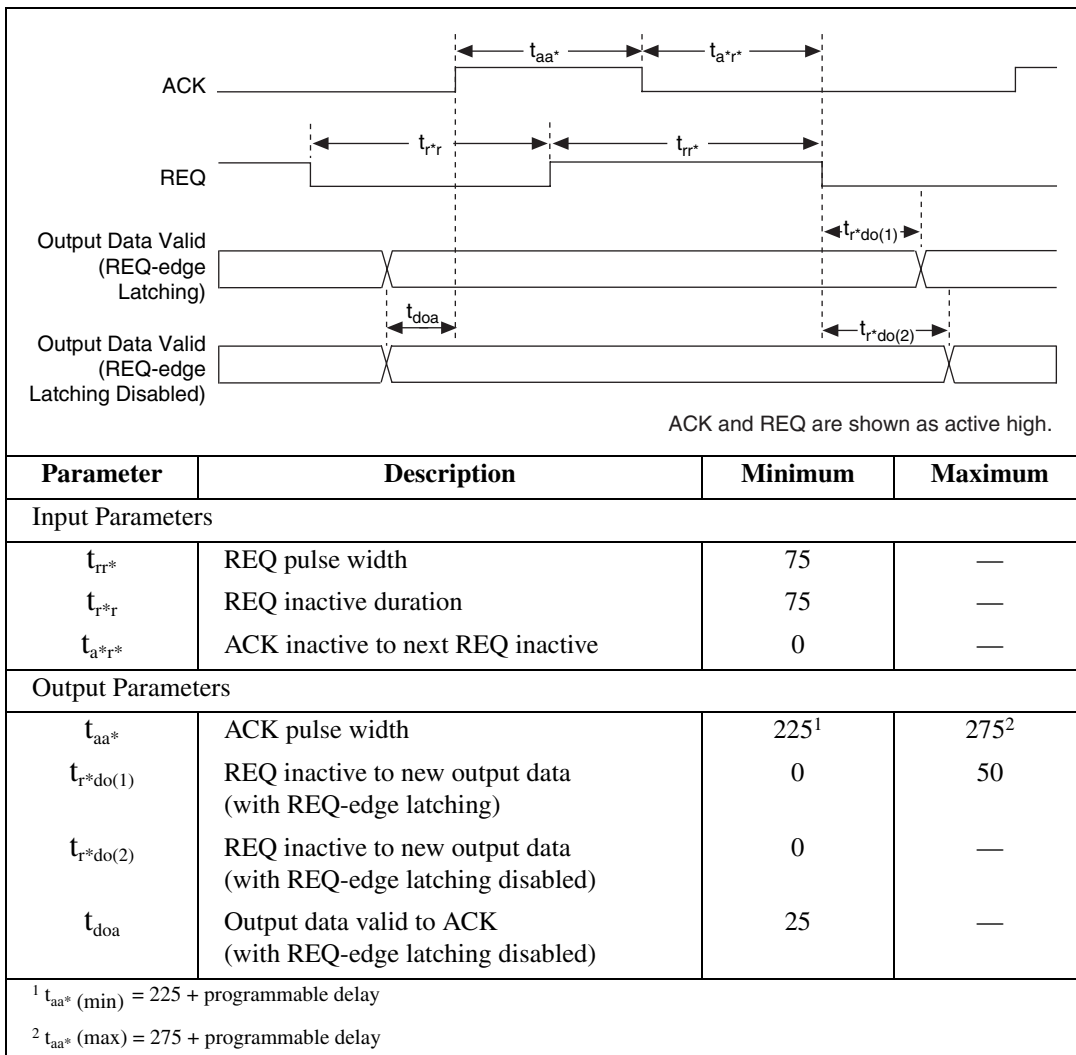 t_aa*
t_a*r*
ACK
t_r*r
t_rr*
REQ
t_r*do(1)
Output Data Valid
(REQ-edge
Latching)
t_doa
t_r*do(2)
Output Data Valid
(REQ-edge
Latching Disabled)
ACK and REQ are shown as active high.
Parameter Description Minimum Maximum
Input Parameters
t_rr* REQ pulse width 75 —
t_r*r REQ inactive duration 75 —
t_a*r* ACK inactive to next REQ inactive 0 —
Output Parameters
t_aa* ACK pulse width 225¹ 275²
t_r*do(1) REQ inactive to new output data 0 50
(with REQ-edge latching)
t_r*do(2) REQ inactive to new output data 0 —
(with REQ-edge latching disabled)
t_doa Output data valid to ACK 25 —
(with REQ-edge latching disabled)
¹ t_aa* (min) = 225 + programmable delay
² t_aa* (max) = 275 + programmable delay